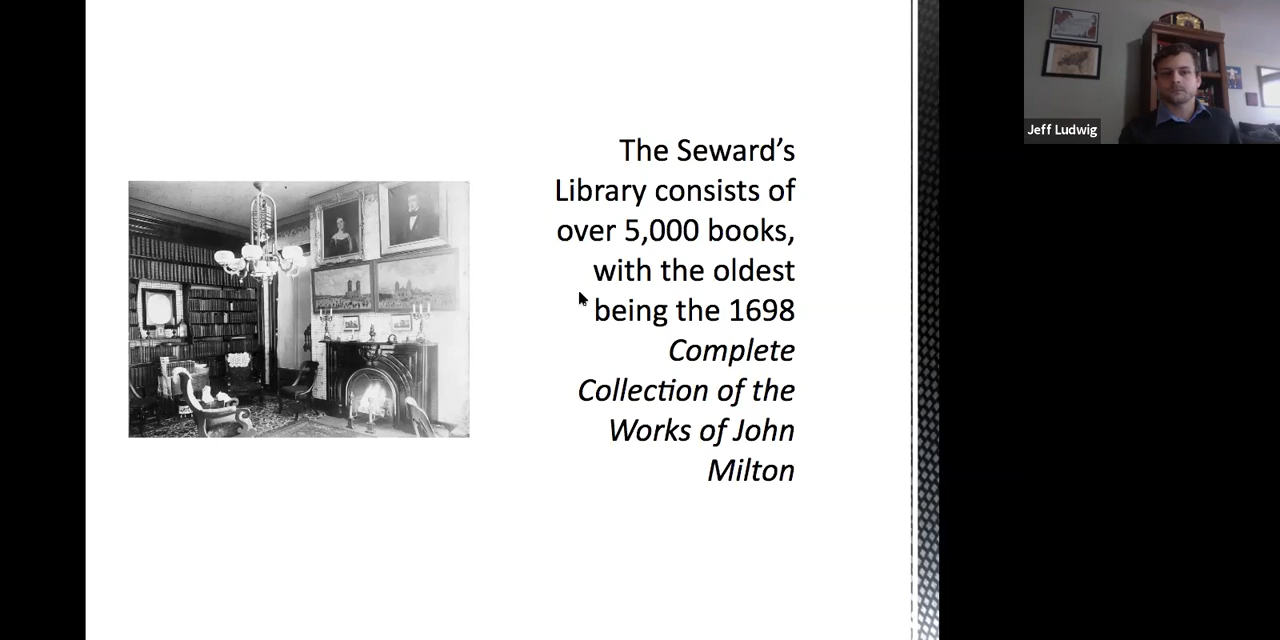 The Seward’s
Library consists of
over 5,000 books,
with the oldest
being the 1698
Complete
Collection of the
Works of John
Milton
Jeff Ludwig